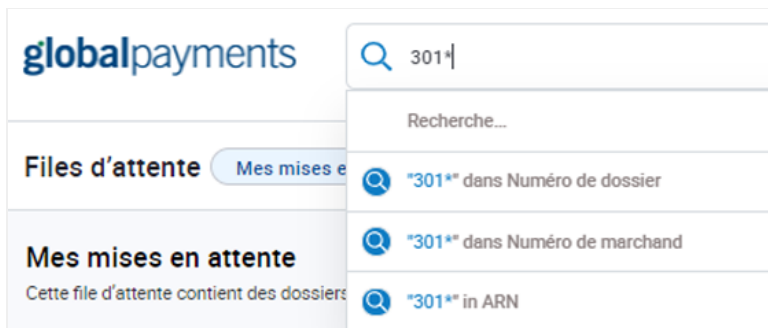 globalpayments
301*
Recherche...
Files d'attente
Mes mises e
"301*" dans Numéro de dossier
"301*" dans Numéro de marchand
Mes mises en attente
Cette file d'attente contient des dossiers
"301*" in ARN